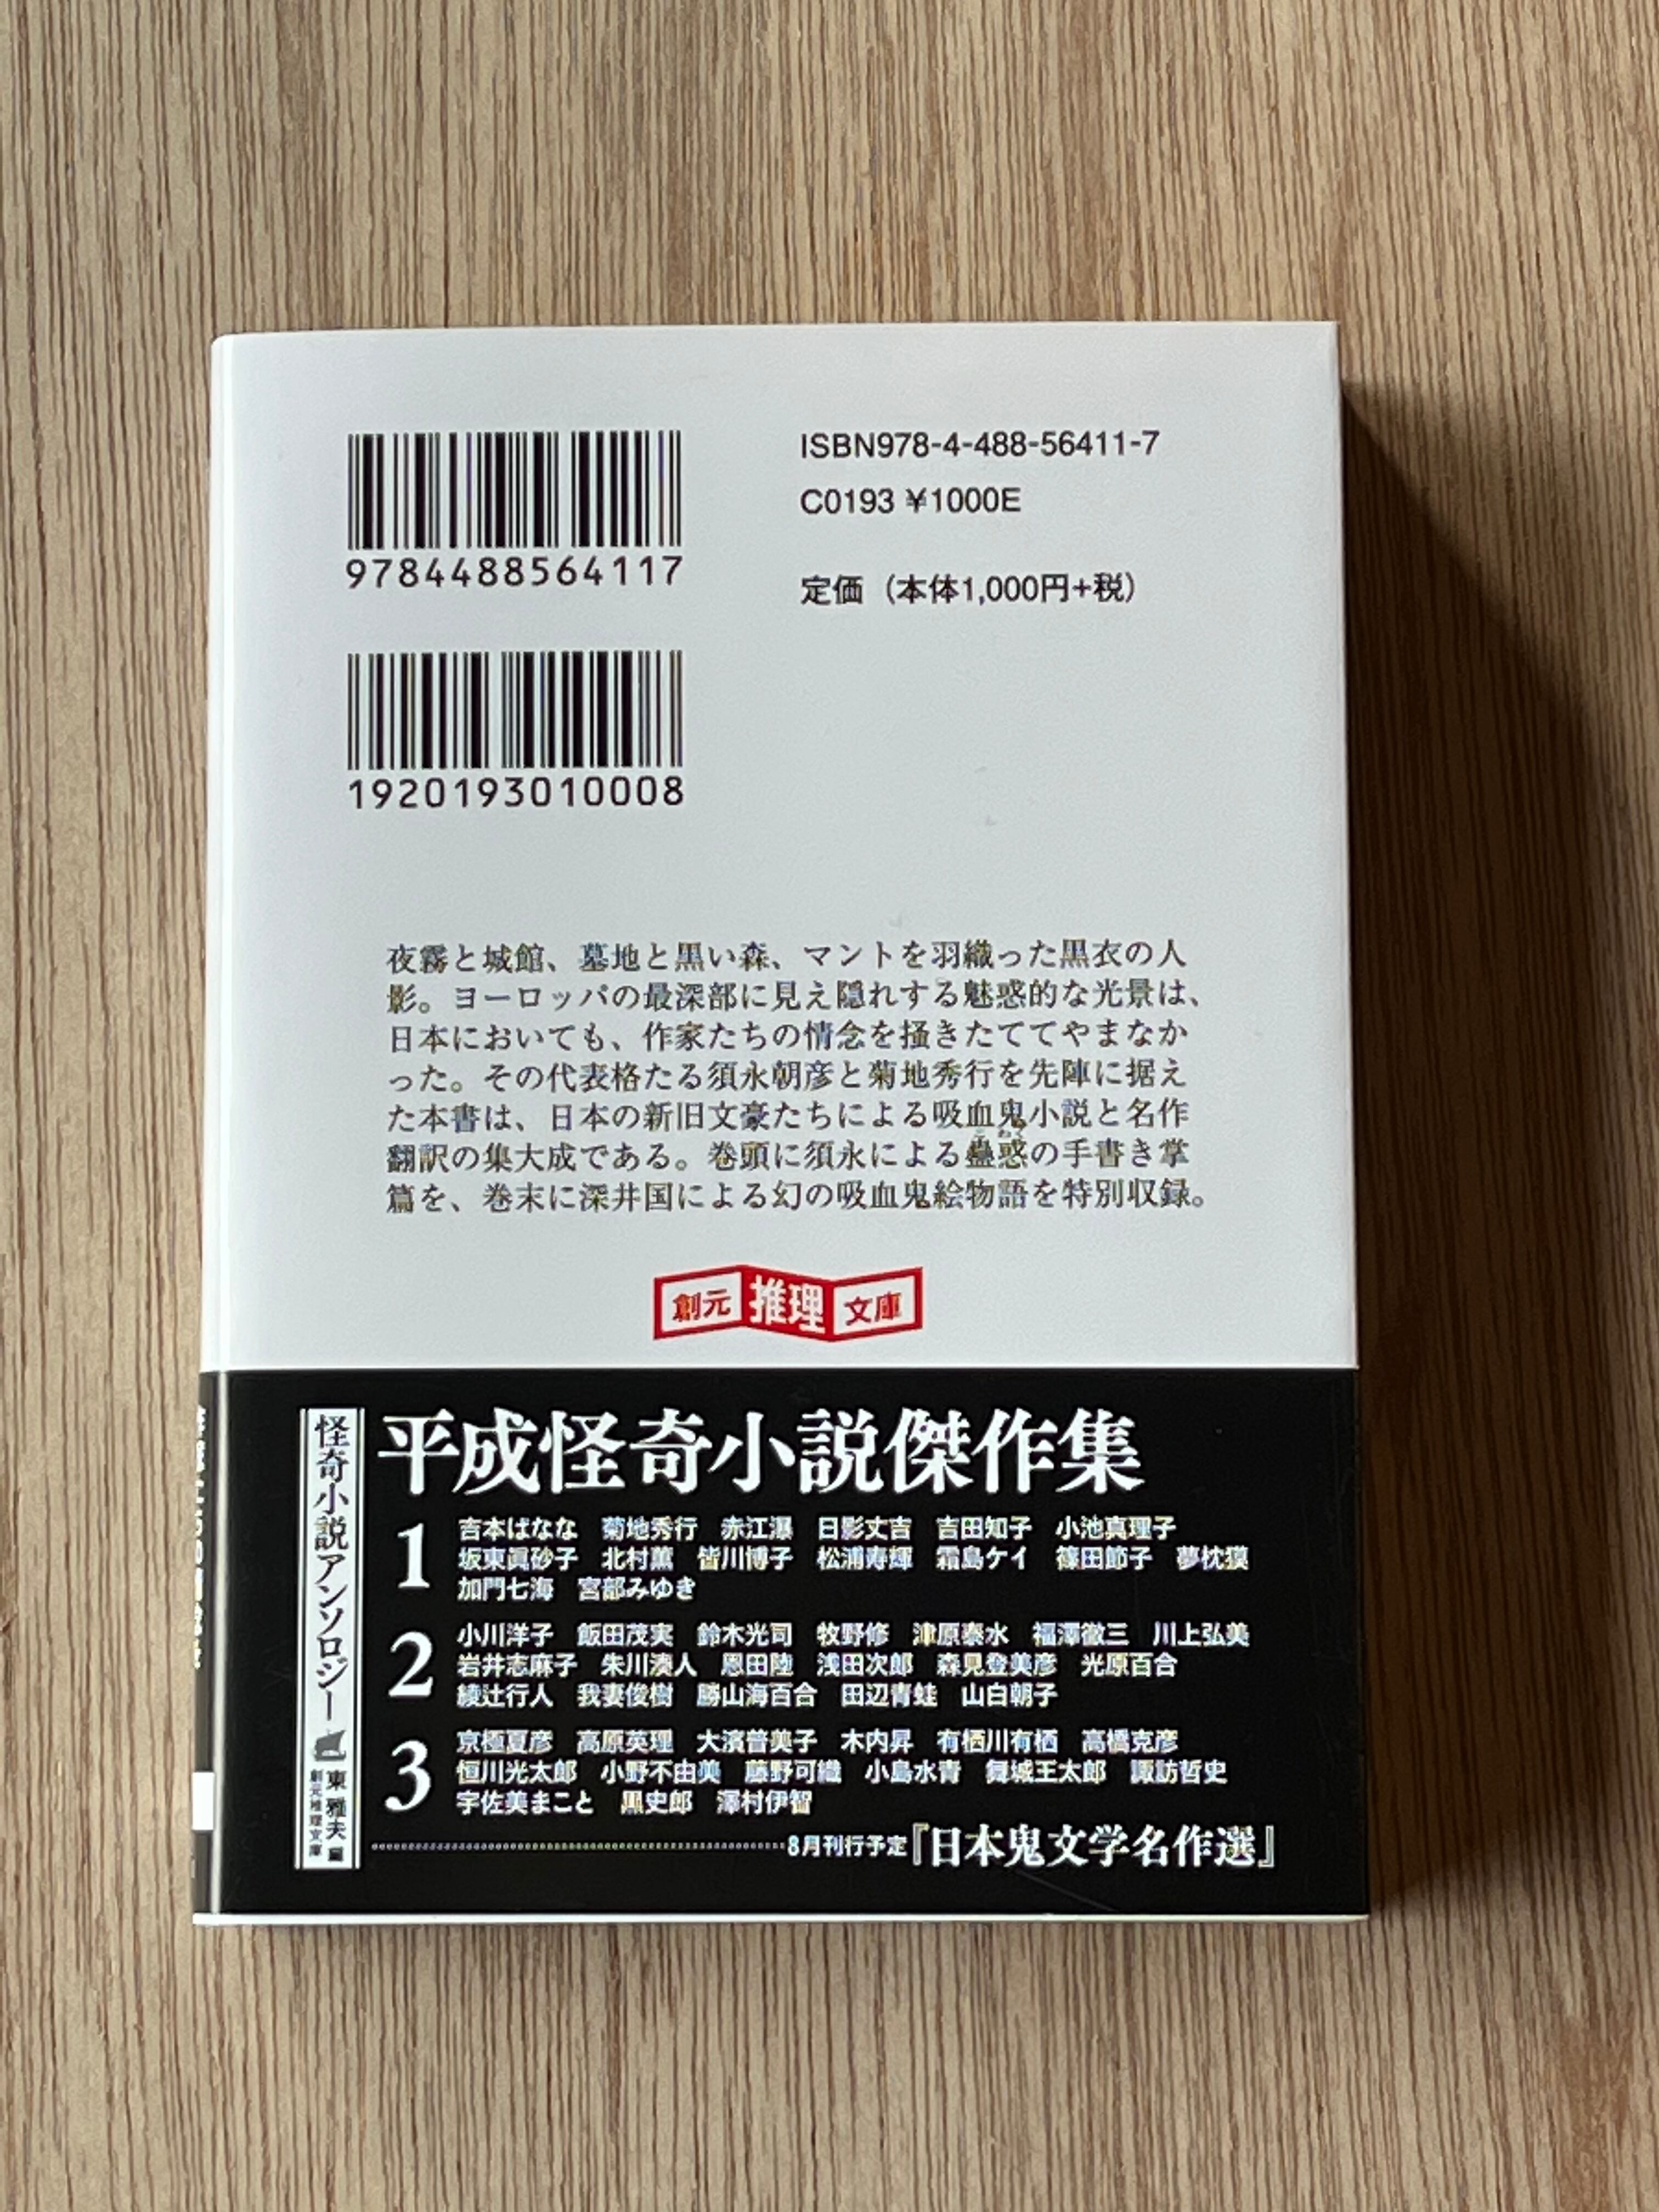 9784488564117
ISBN978-4-488-56411-7
C0193 ¥1000E
定価（本体1,000円+税）
1920193010008
夜霧と城館、墓地と黒い森、マントを羽織った黒衣の人
影。ヨーロッパの最深部に見え隠れする魅惑的な光景は、
日本においても、作家たちの情念を掻きたててやまなか
った。その代表格たる須永朝彦と菊地秀行を先陣に据え
た本書は、日本の新旧文豪たちによる吸血鬼小説と名作
翻訳の集大成である。巻頭に須永による蠱惑の手書き掌
篇を、巻末に深井国による幻の吸血鬼絵物語を特別収録。
創元推理文庫
怪奇小説アンソロジー
東雅夫編
創元推理文庫
平成怪奇小説傑作集
1
吉本ばなな 菊地秀行 赤江瀑 日影丈吉 吉田知子 小池真理子
坂東眞砂子 北村薫 皆川博子 松浦寿輝 霜島ケイ 篠田節子 夢枕獏
加門七海 宮部みゆき
2
小川洋子 飯田茂実 鈴木光司 牧野修 津原泰水 福澤徹三 川上弘美
岩井志麻子 朱川湊人 恩田陸 浅田次郎 森見登美彦 光原百合
綾辻行人 我妻俊樹 勝山海百合 田辺青蛙 山白朝子
3
京極夏彦 高原英理 大濱普美子 木内昇 有栖川有栖 高橋克彦
恒川光太郎 小野不由美 藤野可織 小島水青 舞城王太郎 諏訪哲史
宇佐美まこと 黒史郎 澤村伊智
8月刊行予定『日本鬼文学名作選』